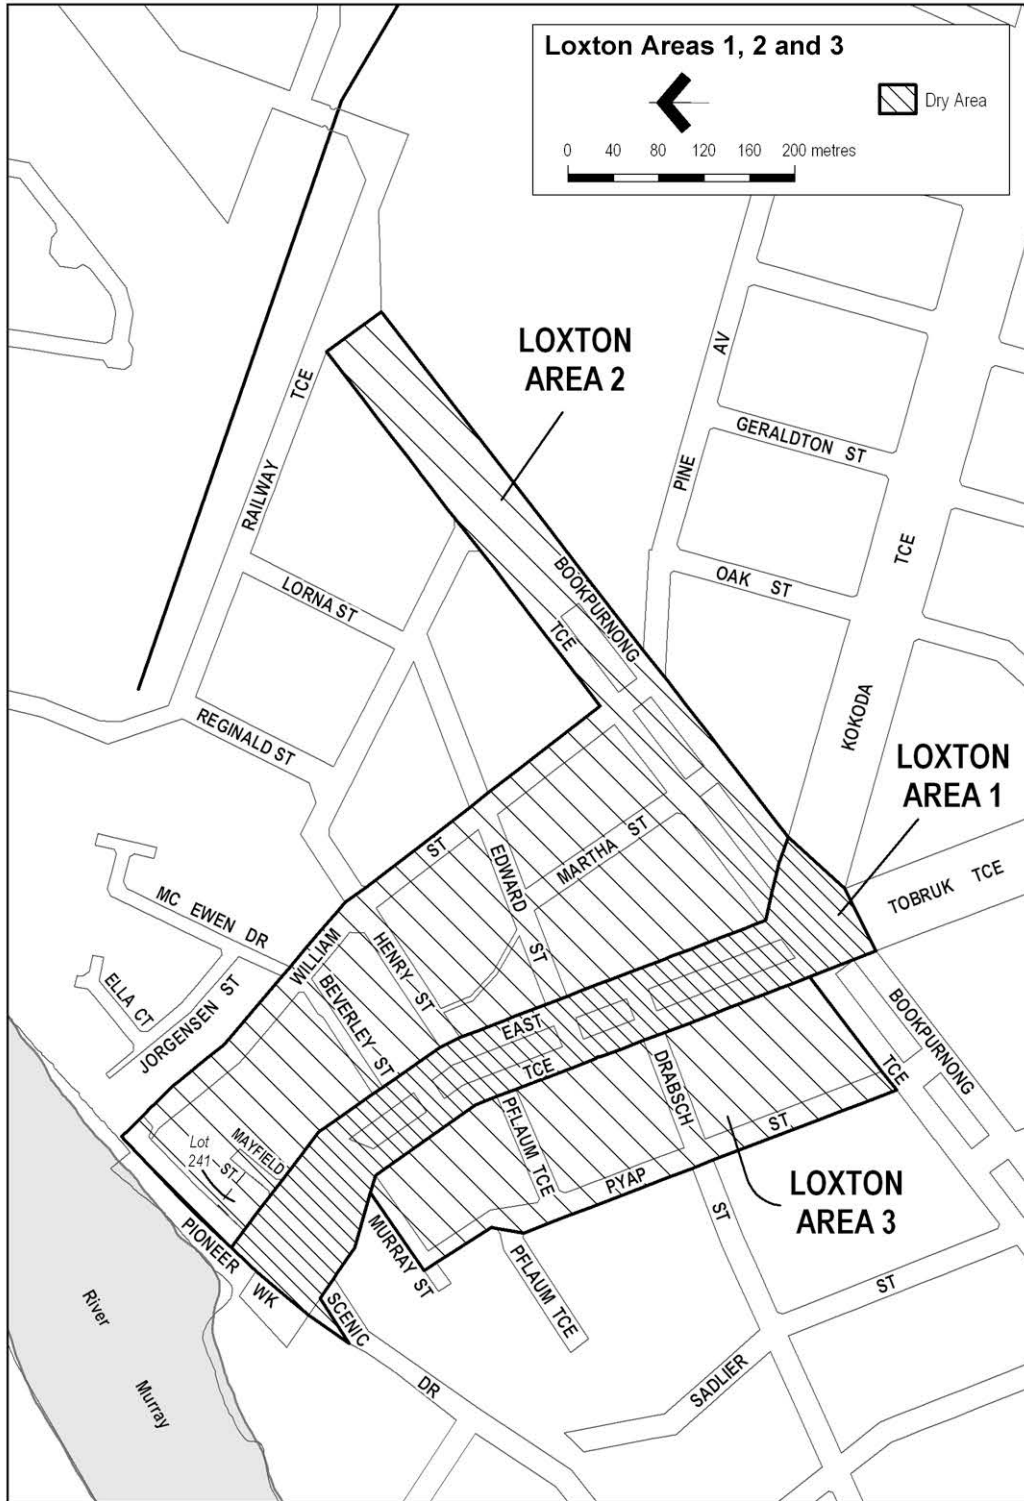 Loxton Areas 1, 2 and 3
Dry Area
0 40 80 120 160 200 metres
LOXTON
AREA 2
AV
PINE
GERALDTON ST
TCE
RAILWAY
TCE
OAK ST
LORNA ST
BOOKPURNONG
TCE
KOKODA
REGINALD ST
LOXTON
AREA 1
TOBRUK TCE
MARTHA ST
ST
EDWARD
ST
MC EWEN DR
WILLIAM
HENRY ST
BEVERLEY ST
ELLA CT
JORGENSEN ST
EAST
TCE
BOOKPURNONG
TCE
DRABSCH
ST
PFLAUM TCE
MAYFIELD
ST
Lot
241
PYAP
ST
LOXTON
AREA 3
MURRAY ST
PFLAUM TCE
PIONEER
WK
SCENIC
DR
ST
SADLIER
River
Murray